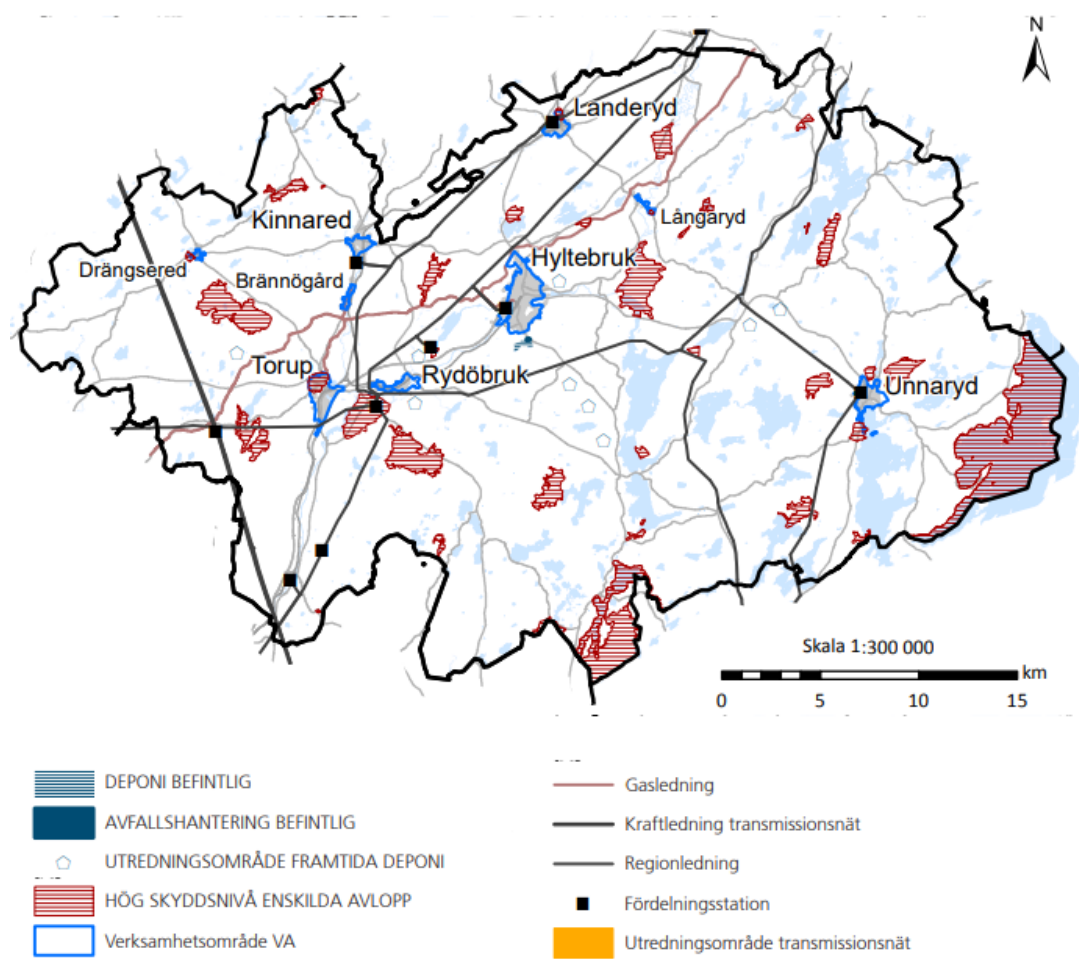 N
Landeryd
Långaryd
Kinnared
Hyltebruk
Drängsered
Brännögård
Torup
Rydöbruk
Unnaryd
Skala 1:300 000
km
0 5 10 15
DEPONI BEFINTLIG
AVFALLSHANTERING BEFINTLIG
UTREDNINGSOMRÅDE FRAMTIDA DEPONI
HÖG SKYDDSNIVÅ ENSKILDA AVLOPP
Verksamhetsområde VA
Gasledning
Kraftledning transmissionsnät
Regionledning
Fördelningsstation
Utredningsområde transmissionsnät